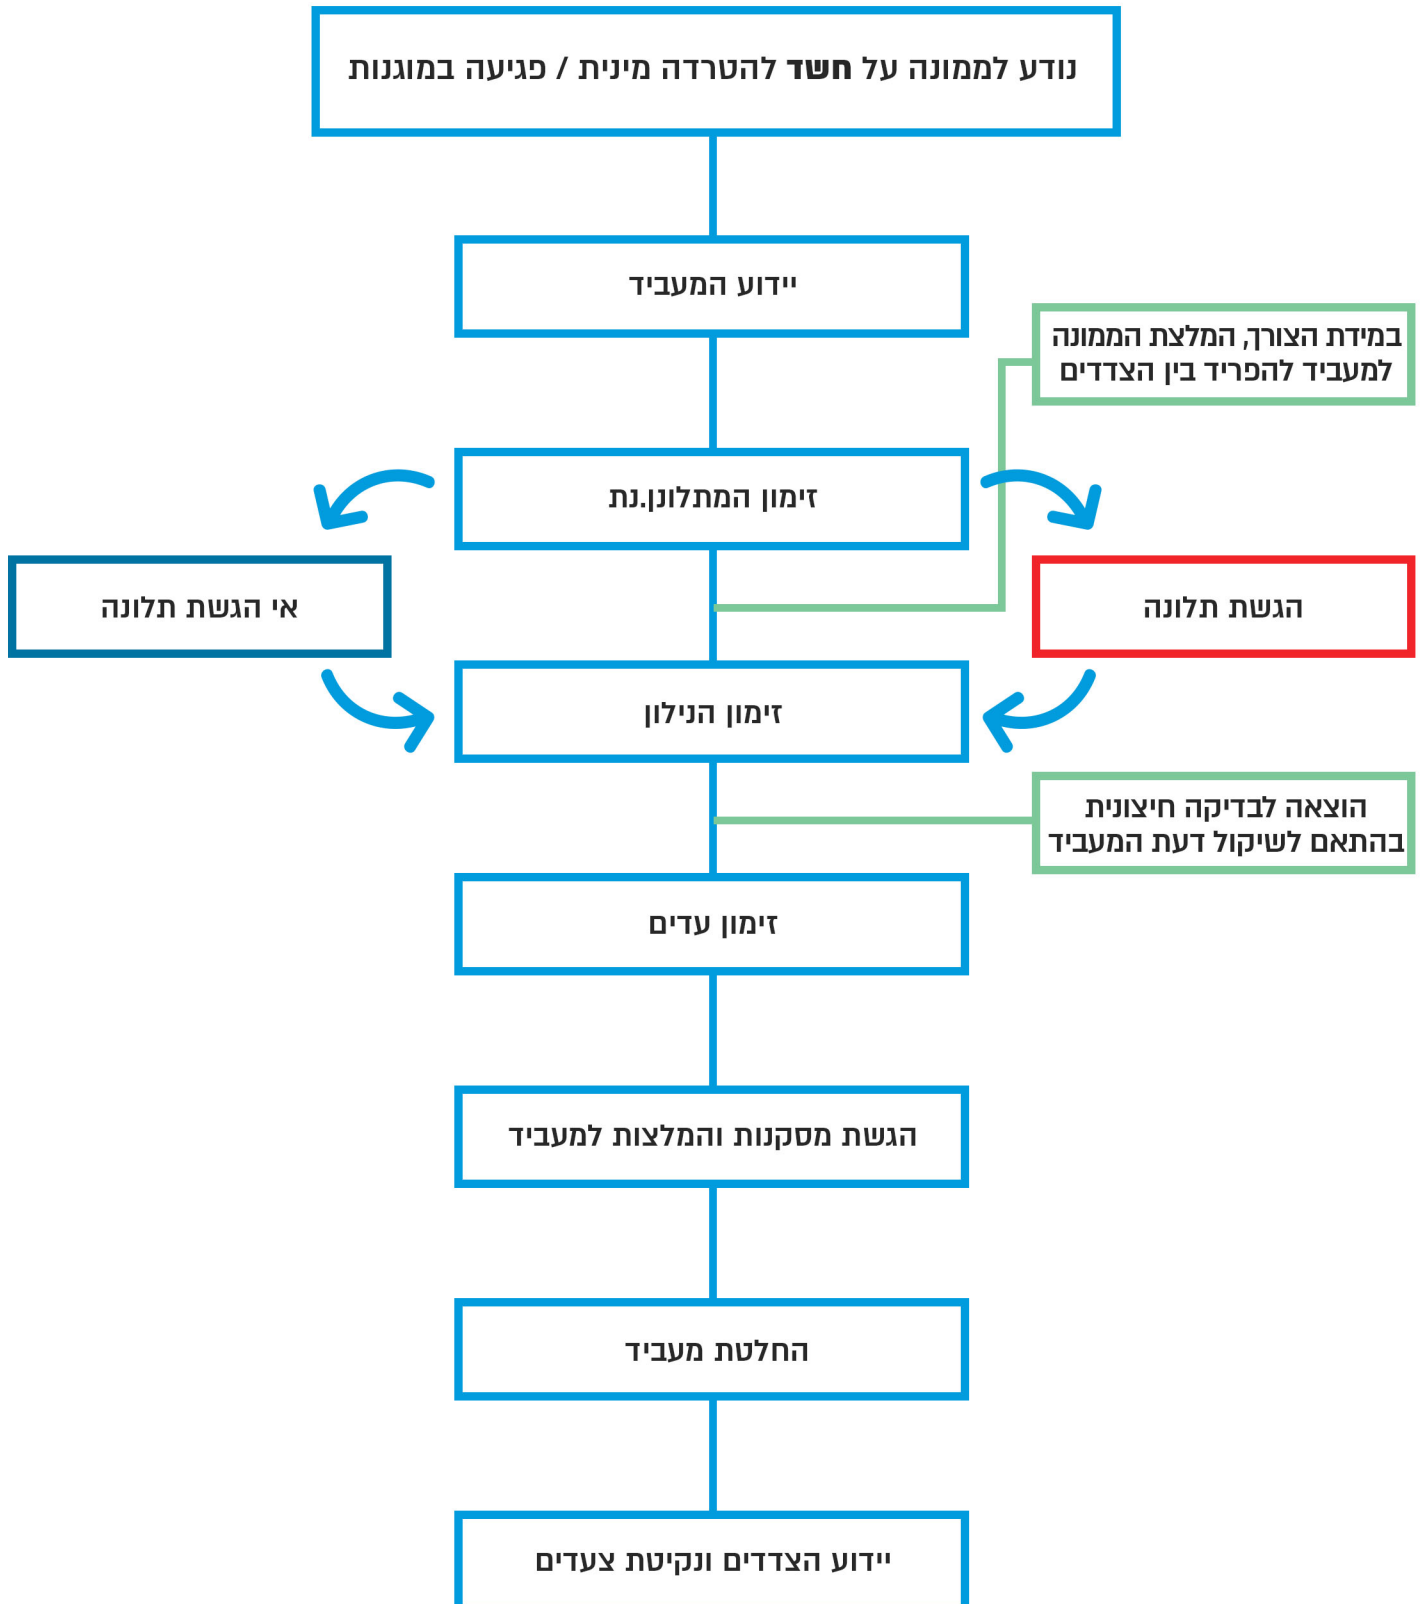 נודע לממונה על חשד להטרדה מינית / פגיעה במוגנות
יידוע המעביד
במידת הצורך, המלצת הממונה
למעביד להפריד בין הצדדים
זימון המתלונן.נת
הגשת תלונה
אי הגשת תלונה
זימון הנילון
הוצאה לבדיקה חיצונית
בהתאם לשיקול דעת המעביד
זימון עדים
הגשת מסקנות והמלצות למעביד
החלטת מעביד
יידוע הצדדים ונקיטת צעדים